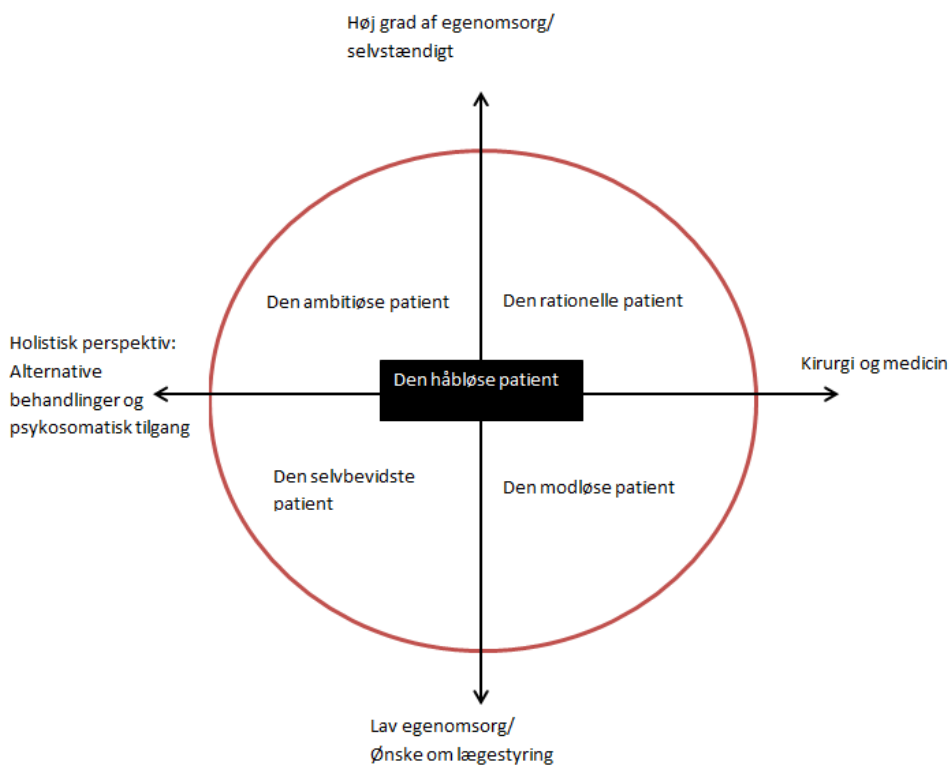 Høj grad af egenomsorg/
selvstændigt
Den ambitiøse patient
Den rationelle patient
Holistisk perspektiv:
Alternative
behandlinger og
psykosomatisk tilgang
Den håbløse patient
Kirurgi og medicin
Den selvbevidste
patient
Den modløse patient
Lav egenomsorg/
Ønske om lægestyring